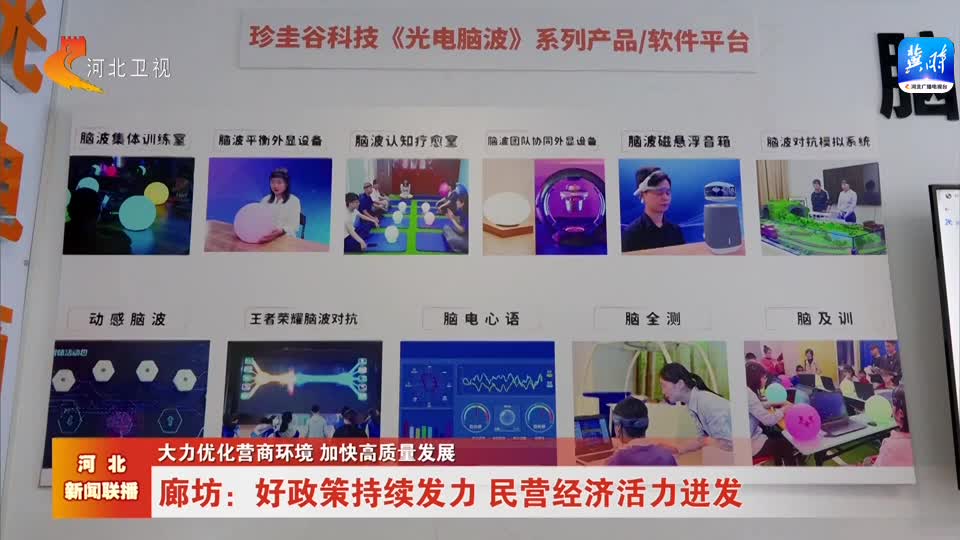 珍圭谷科技《光电脑波》系列产品/软件平台
河北卫视
冀时
河北广播电视台
脑
脑波集体训练室
脑波平衡外显设备
脑波认知疗愈室
脑波团队协同外显设备
脑波磁悬浮音箱
脑波对抗模拟系统
动感脑波
王者荣耀脑波对抗
脑电心语
脑全测
脑及训
河北
新闻联播
大力优化营商环境 加快高质量发展
廊坊：好政策持续发力 民营经济活力迸发